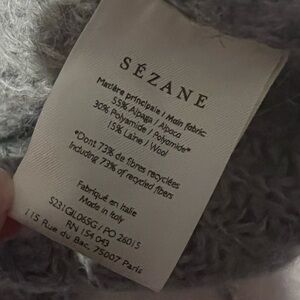 SÉZANE
Matière principale / Main fabric
55% Alpaga / Alpaca
30% Polyamide / Polyamide*
15% Laine / Wool
*Dont 73% de fibres recyclées
Including 73% of recycled fibers
Fabriqué en Italie
Made in Italy
/ PO 26015
RN 154 043
115 Rue du Bac, 75007 Paris